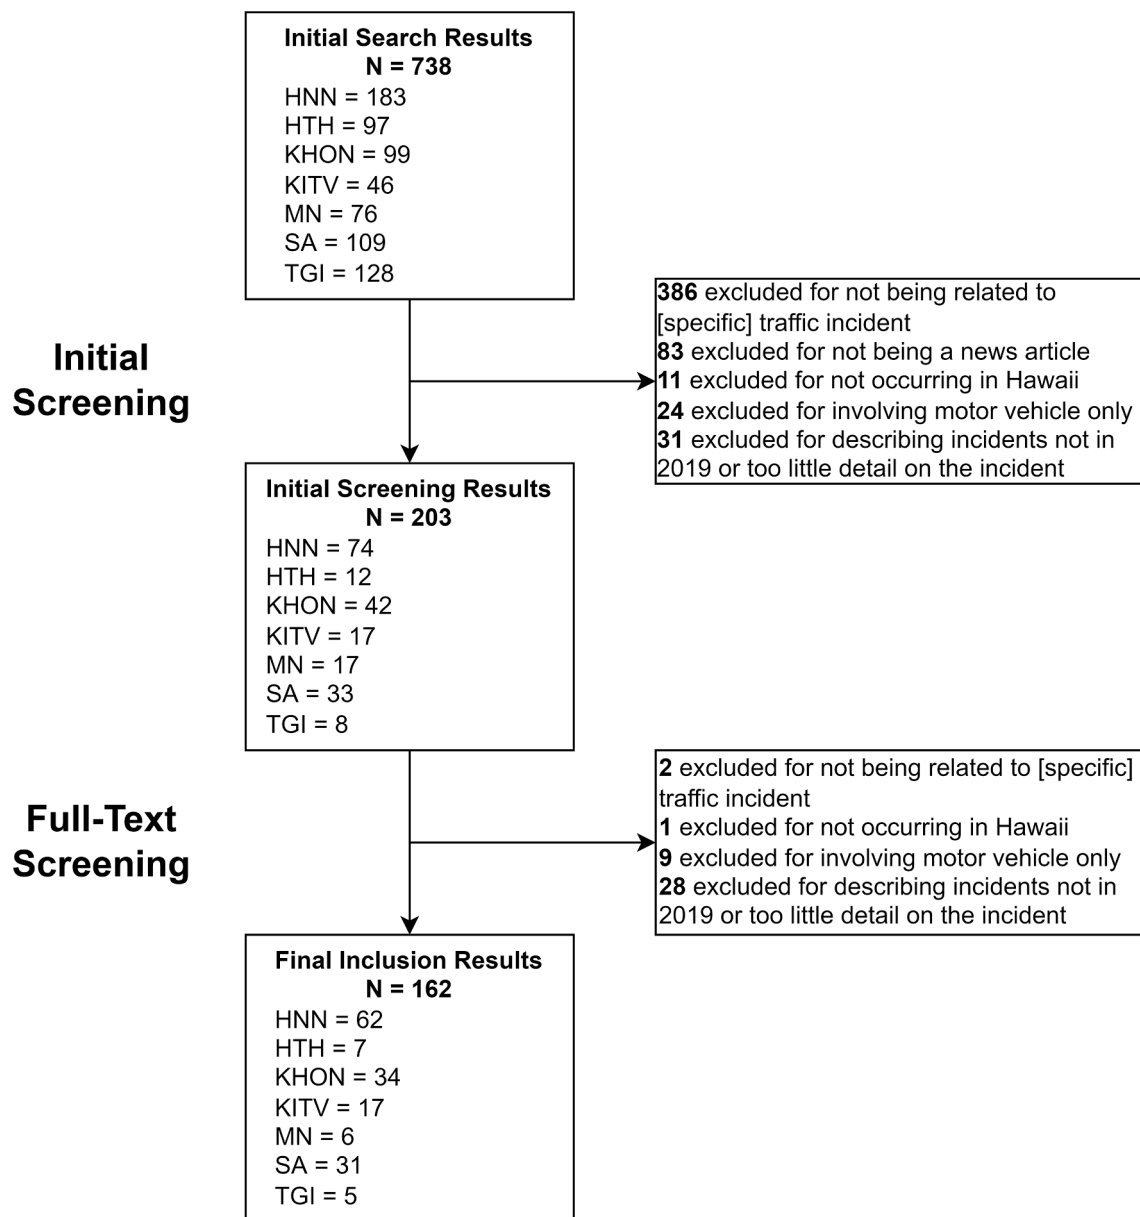 Initial Search Results
N = 738
HNN = 183
HTH = 97
KHON = 99
KITV = 46
MN = 76
SA = 109
TGI = 128
Initial
Screening
386 excluded for not being related to
[specific] traffic incident
83 excluded for not being a news article
11 excluded for not occurring in Hawaii
24 excluded for involving motor vehicle only
31 excluded for describing incidents not in
2019 or too little detail on the incident
Initial Screening Results
N = 203
HNN = 74
HTH = 12
KHON = 42
KITV = 17
MN = 17
SA = 33
TGI = 8
Full-Text
Screening
2 excluded for not being related to [specific]
traffic incident
1 excluded for not occurring in Hawaii
9 excluded for involving motor vehicle only
28 excluded for describing incidents not in
2019 or too little detail on the incident
Final Inclusion Results
N = 162
HNN = 62
HTH = 7
KHON = 34
KITV = 17
MN = 6
SA = 31
TGI = 5